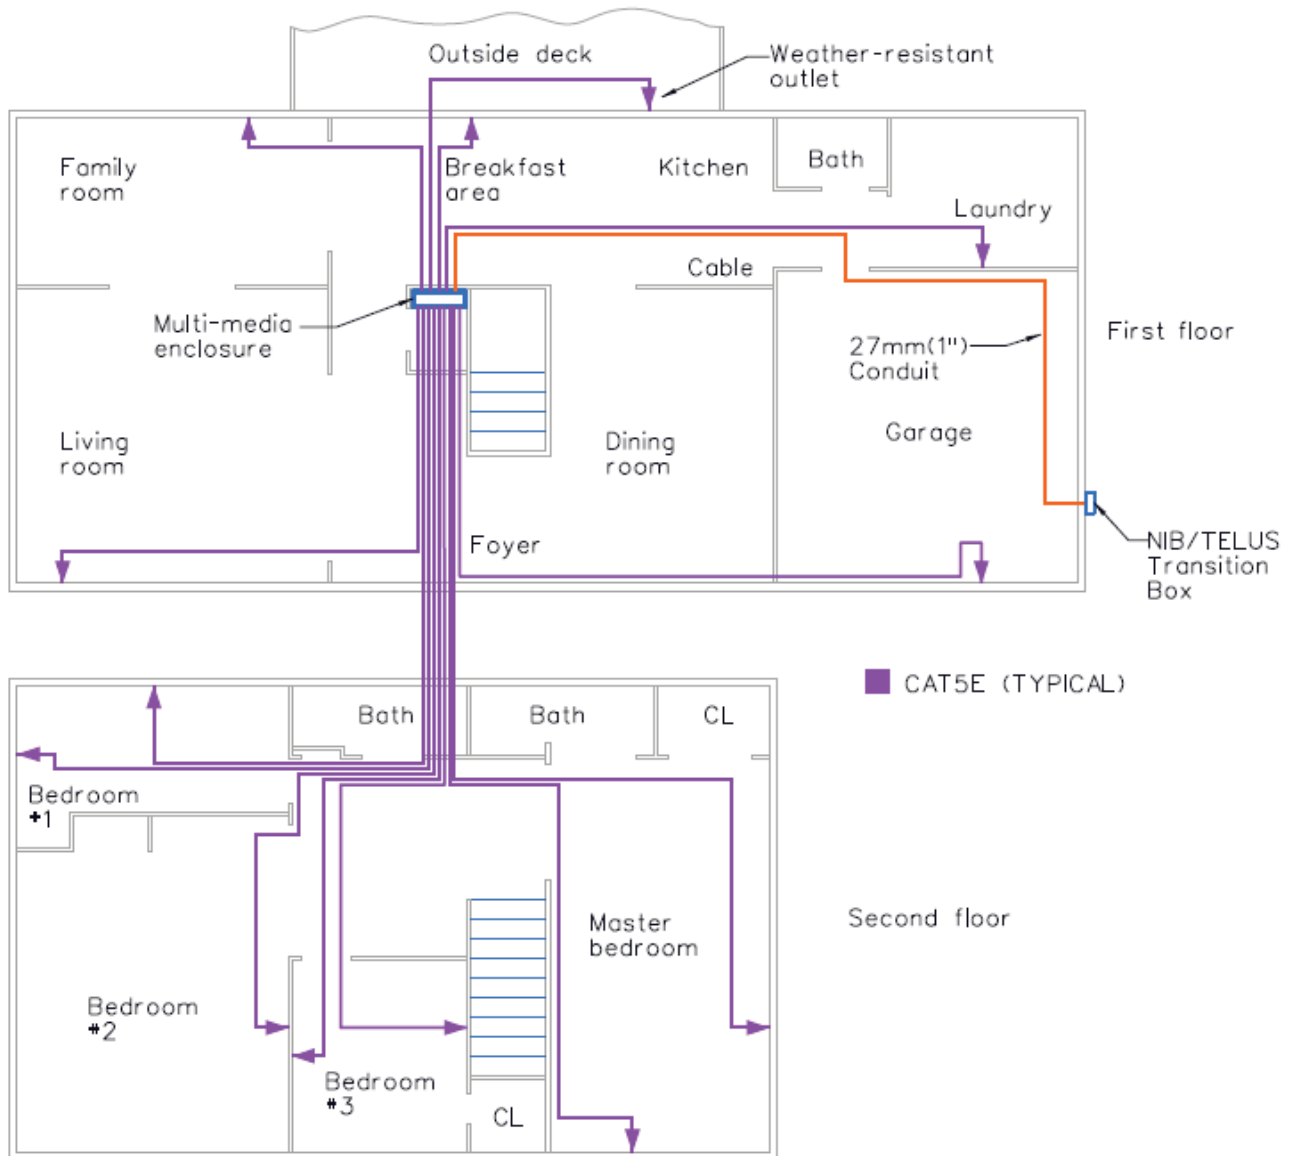 Outside deck
Weather-resistant
outlet
Family
room
Breakfast
area
Kitchen
Bath
Laundry
Cable
Multi-media
enclosure
27mm(1")
Conduit
First floor
Living
room
Dining
room
Garage
Foyer
NIB/TELUS
Transition
Box
CAT5E (TYPICAL)
Bath
Bath
CL
Bedroom
#1
Master
bedroom
Second floor
Bedroom
#2
Bedroom
#3
CL